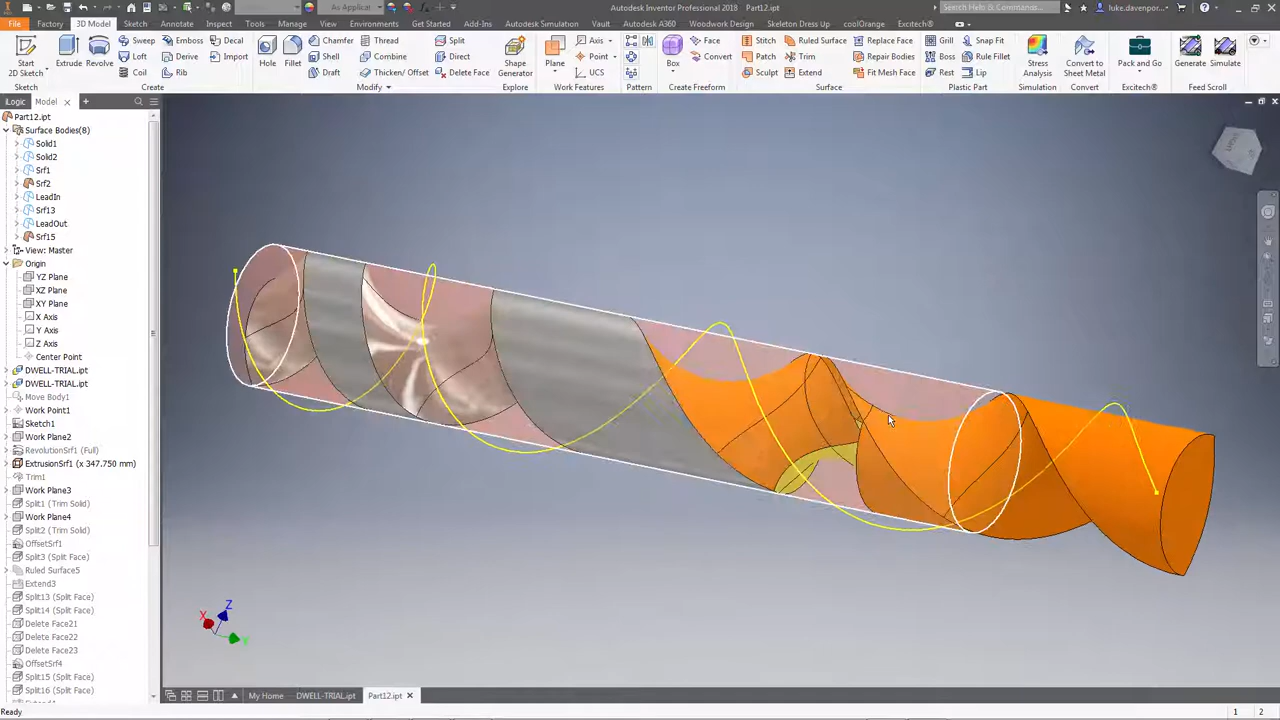 As Applical
Autodesk Inventor Professional 2018  Part12.ipt
Search Help & Commands...
luke.davenpor...
File Factory 3D Model Sketch Annotate Inspect Tools Manage View Environments Get Started Add-Ins Autodesk Simulation Vault Autodesk A360 Woodwork Design Skeleton Dress Up coolOrange Excitech®
Start 2D Sketch Extrude Revolve Sweep Emboss Decal
Loft Derive Import
Coil Rib
Hole Fillet Chamfer Thread Split
Shell Combine Direct
Draft Thicken/ Offset Delete Face
Shape Generator
Plane Axis
Point
UCS
Box Face
Convert
Stitch Ruled Surface Replace Face
Patch Trim Repair Bodies
Sculpt Extend Fit Mesh Face
Grill Snap Fit
Boss Rule Fillet
Rest Lip
Stress Analysis
Convert to Sheet Metal
Pack and Go
Generate Simulate
Sketch Create Modify Explore Work Features Pattern Create Freeform Surface Plastic Part Simulation Convert Excitech® Feed Scroll
iLogic Model
Part12.ipt
Surface Bodies(8)
Solid1
Solid2
Srf1
Srf2
LeadIn
Srf13
LeadOut
Srf15
View: Master
Origin
YZ Plane
XZ Plane
XY Plane
X Axis
Y Axis
Z Axis
Center Point
DWELL-TRIAL.ipt
DWELL-TRIAL.ipt
Move Body1
Work Point1
Sketch1
Work Plane2
RevolutionSrf1 (Full)
ExtrusionSrf1 (x 347.750 mm)
Trim1
Work Plane3
Split1 (Trim Solid)
Work Plane4
Split2 (Trim Solid)
OffsetSrf1
Split3 (Split Face)
Ruled Surface5
Extend3
Split13 (Split Face)
Split14 (Split Face)
Delete Face21
Delete Face22
Delete Face23
OffsetSrf4
Split15 (Split Face)
Split16 (Split Face)
X Z Y
My Home DWELL-TRIAL.ipt Part12.ipt
Ready
1 2